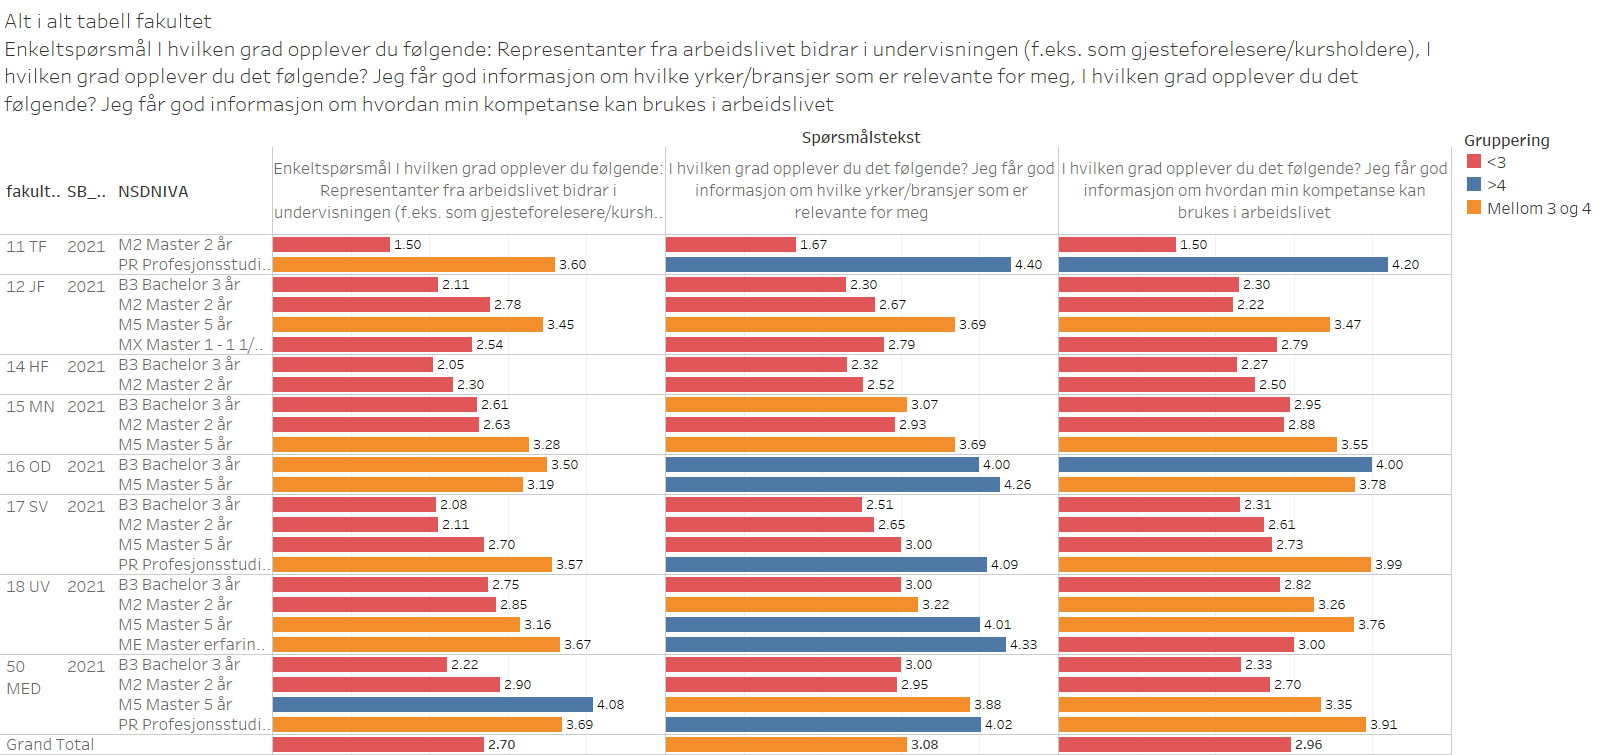 Alt i alt tabell fakultet
Enkeltspørsmål I hvilken grad opplever du følgende: Representanter fra arbeidslivet bidrar i undervisningen (f.eks. som gjesteforelesere/kursholdere), I
hvilken grad opplever du det følgende? Jeg får god informasjon om hvilke yrker/bransjer som er relevante for meg, I hvilken grad opplever du det
følgende? Jeg får god informasjon om hvordan min kompetanse kan brukes i arbeidslivet
Spørsmålstekst
Gruppering
<3
>4
Mellom 3 og 4
fakult.. SB_.. NSDNIVA
Enkeltspørsmål I hvilken grad opplever du følgende:
Representanter fra arbeidslivet bidrar i
undervisningen (f.eks. som gjesteforelesere/kursh..
I hvilken grad opplever du det følgende? Jeg får god
informasjon om hvilke yrker/bransjer som er
relevante for meg
I hvilken grad opplever du det følgende? Jeg får god
informasjon om hvordan min kompetanse kan
brukes i arbeidslivet
11 TF 2021 M2 Master 2 år 1.50 1.67 1.50
PR Profesjonsstudi.. 3.60 4.40 4.20
12 JF 2021 B3 Bachelor 3 år 2.11 2.30 2.30
M2 Master 2 år 2.78 2.67 2.22
M5 Master 5 år 3.45 3.69 3.47
MX Master 1 - 1 1/.. 2.54 2.79 2.79
14 HF 2021 B3 Bachelor 3 år 2.05 2.32 2.27
M2 Master 2 år 2.30 2.52 2.50
15 MN 2021 B3 Bachelor 3 år 2.61 3.07 2.95
M2 Master 2 år 2.63 2.93 2.88
M5 Master 5 år 3.28 3.69 3.55
16 OD 2021 B3 Bachelor 3 år 3.50 4.00 4.00
M5 Master 5 år 3.19 4.26 3.78
17 SV 2021 B3 Bachelor 3 år 2.08 2.51 2.31
M2 Master 2 år 2.11 2.65 2.61
M5 Master 5 år 2.70 3.00 2.73
PR Profesjonsstudi.. 3.57 4.09 3.99
18 UV 2021 B3 Bachelor 3 år 2.75 3.00 2.82
M2 Master 2 år 2.85 3.22 3.26
M5 Master 5 år 3.16 4.01 3.76
ME Master erfarin.. 3.67 4.33 3.00
50 2021 B3 Bachelor 3 år 2.22 3.00 2.33
MED M2 Master 2 år 2.90 2.95 2.70
M5 Master 5 år 4.08 3.88 3.35
PR Profesjonsstudi.. 3.69 4.02 3.91
Grand Total 2.70 3.08 2.96